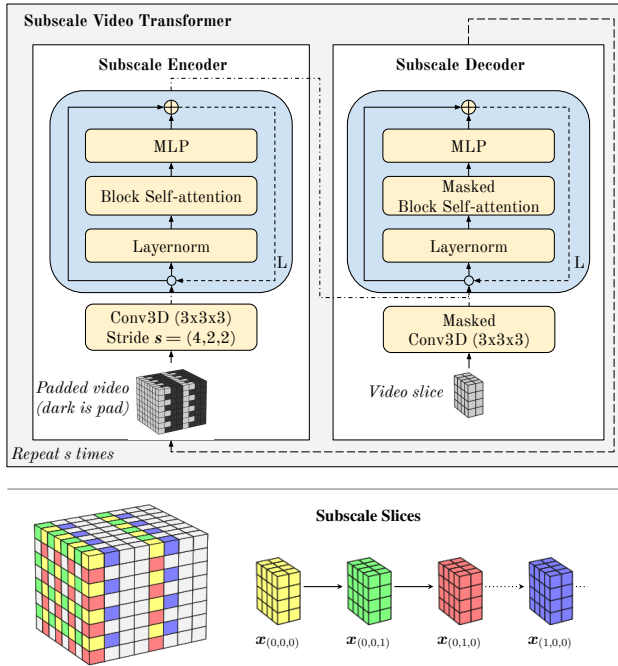 Subscale Video Transformer
Subscale Encoder
MLP
Block Self-attention
Layernorm
L
Conv3D (3x3x3)
Stride s = (4,2,2)
Padded video
(dark is pad)
Repeat s times
Subscale Decoder
MLP
Masked
Block Self-attention
Layernorm
L
Masked
Conv3D (3x3x3)
Video slice
Subscale Slices
x(0,0,0)
x(0,0,1)
x(0,1,0)
x(1,0,0)